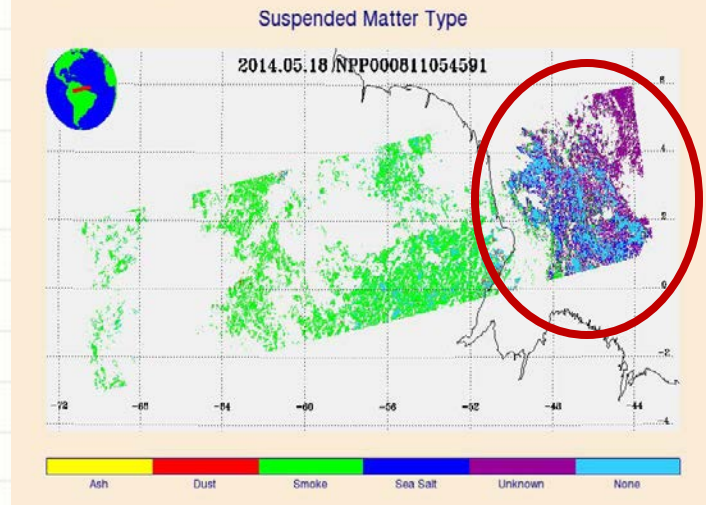 Suspended Matter Type
2014.05.18 NPP000811054591
6
4
2
0
-2
-72 -68 -64 -60 -56 -52 -48 -44
-4
Ash Dust Smoke Sea Salt Unknown None